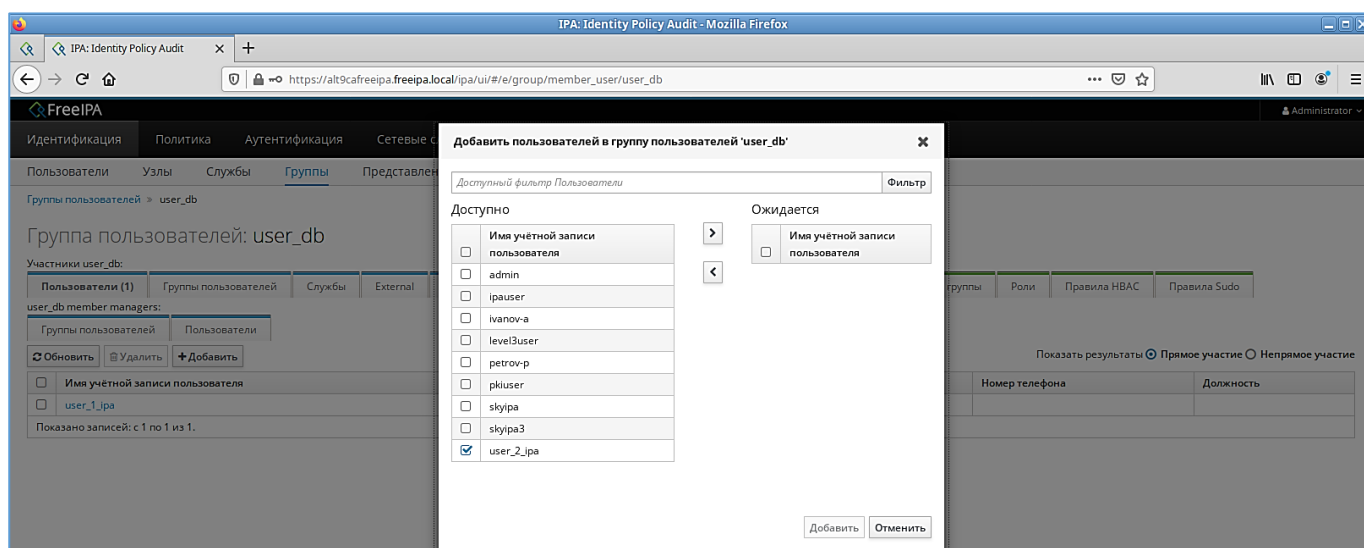 IPA: Identity Policy Audit - Mozilla Firefox
IPA: Identity Policy Audit
https://alt9cafreeipa.freeipa.local/ipa/ui/#/e/group/member_user/user_db
FreeIPA
Administrator
Идентификация Политика Аутентификация Сетевые с
Пользователи Узлы Службы Группы Представлен
Группы пользователей » user_db
Группа пользователей: user_db
Участники user_db:
Пользователи (1) Группы пользователей Службы External группы Роли Правила HBAC Правила Sudo
user_db member managers:
Группы пользователей Пользователи
Обновить Удалить Добавить Показать результаты Прямое участие Непрямое участие
Имя учётной записи пользователя Номер телефона Должность
user_1_ipa
Показано записей: с 1 по 1 из 1.
Добавить пользователей в группу пользователей 'user_db'
Доступный фильтр Пользователи Фильтр
Доступно Ожидается
Имя учётной записи Имя учётной записи
пользователя пользователя
admin
ipauser
ivanov-a
level3user
petrov-p
pkiuser
skyipa
skyipa3
user_2_ipa
Добавить Отменить